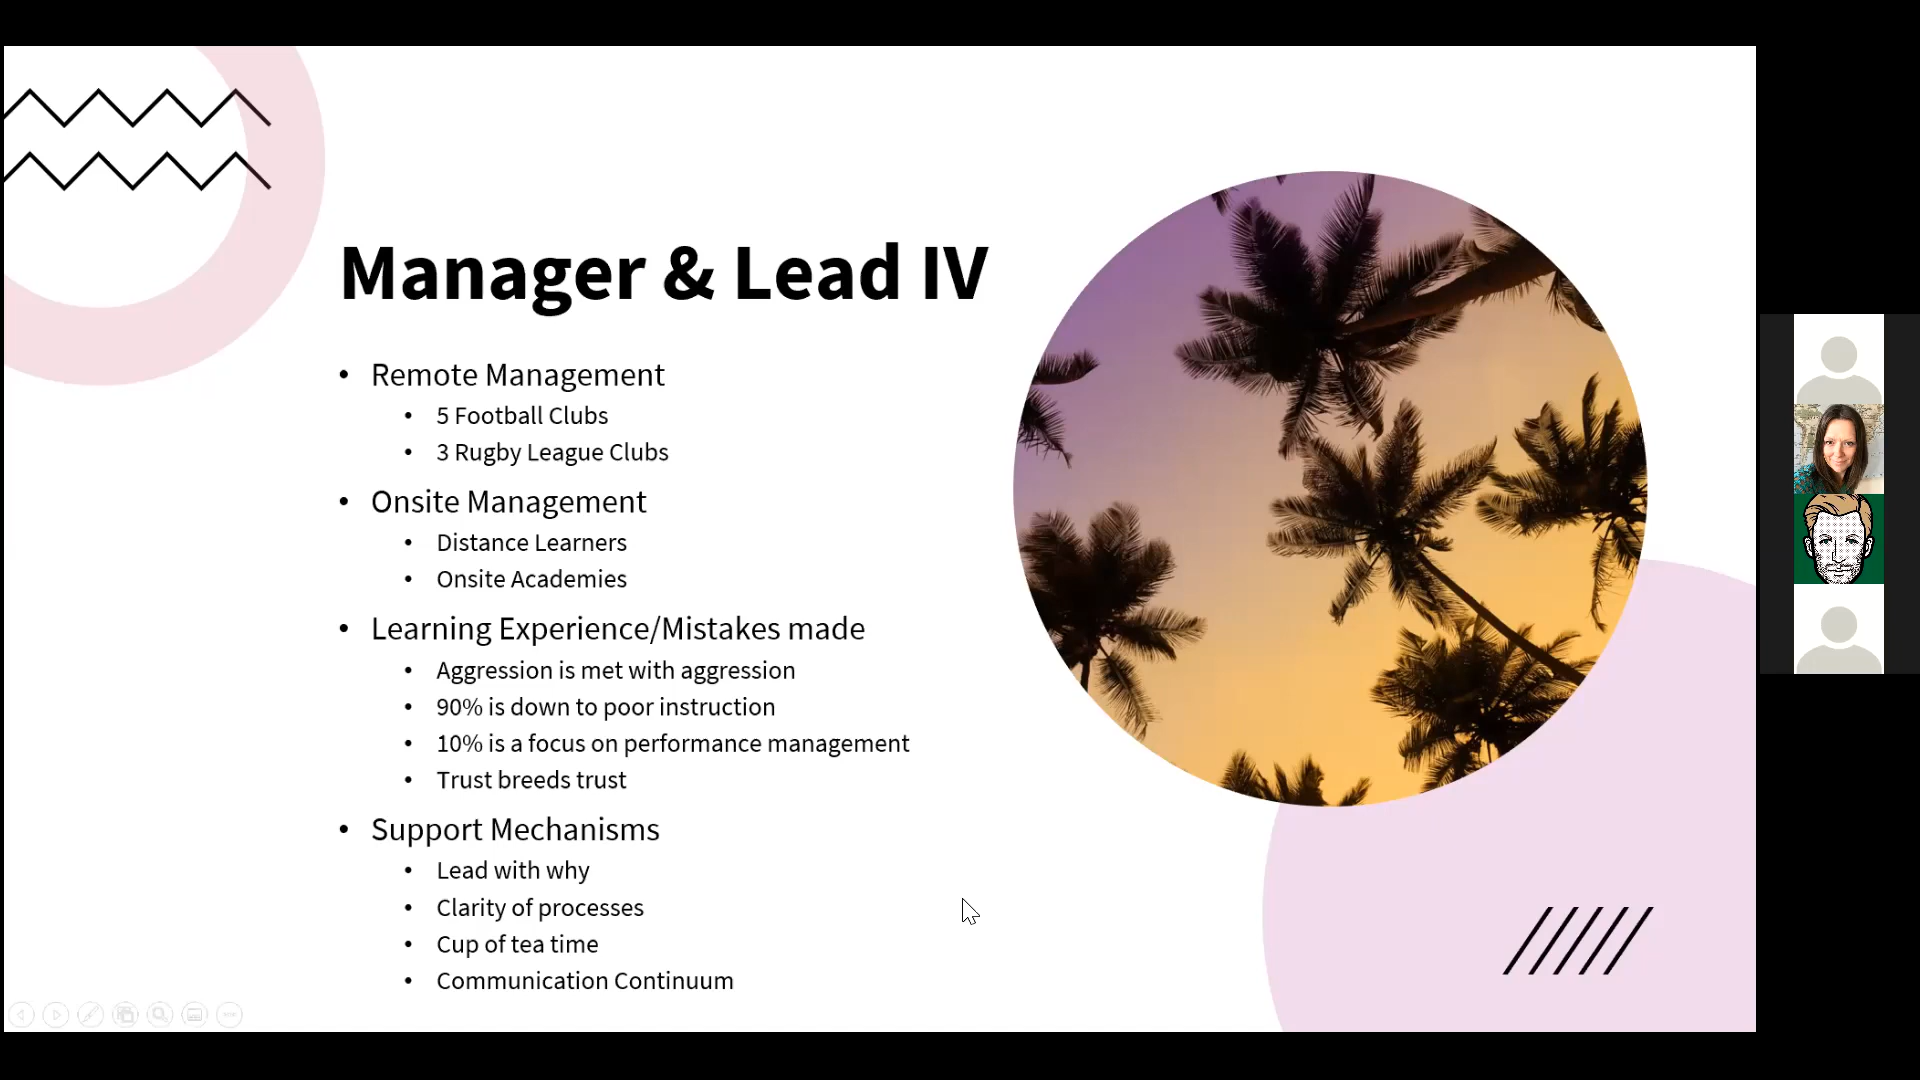 Manager & Lead IV
• Remote Management
• 5 Football Clubs
• 3 Rugby League Clubs
• Onsite Management
• Distance Learners
• Onsite Academies
• Learning Experience/Mistakes made
• Aggression is met with aggression
• 90% is down to poor instruction
• 10% is a focus on performance management
• Trust breeds trust
• Support Mechanisms
• Lead with why
• Clarity of processes
• Cup of tea time
• Communication Continuum